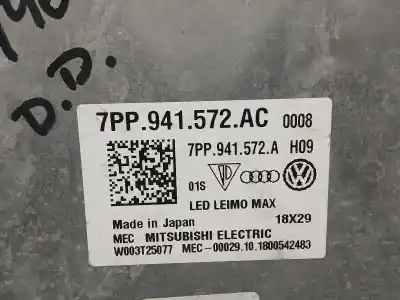 D.D.
7PP.941.572.AC 0008
7PP.941.572.A H09
01S
LED LEIMO MAX
Made in Japan 18X29
MEC MITSUBISHI ELECTRIC
W003T25077 MEC-00029.10.1800542483